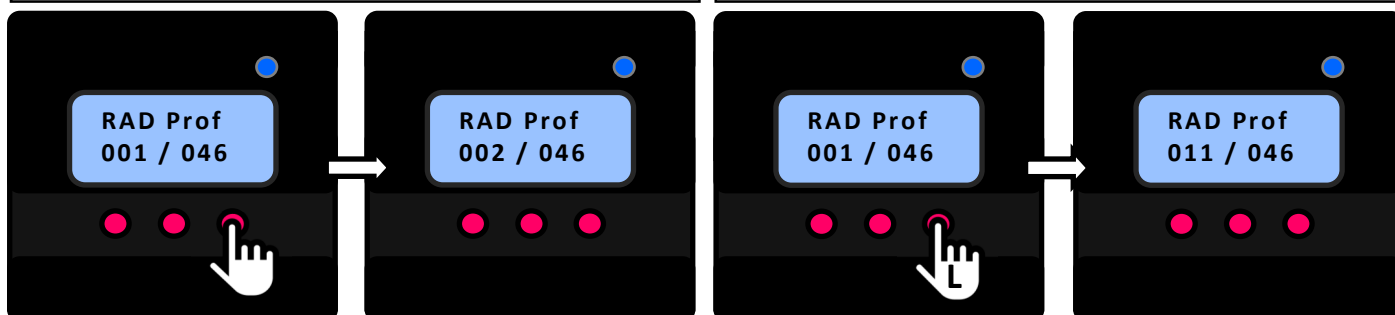 RAD Prof
001 / 046
RAD Prof
002 / 046
RAD Prof
001 / 046
L
RAD Prof
011 / 046